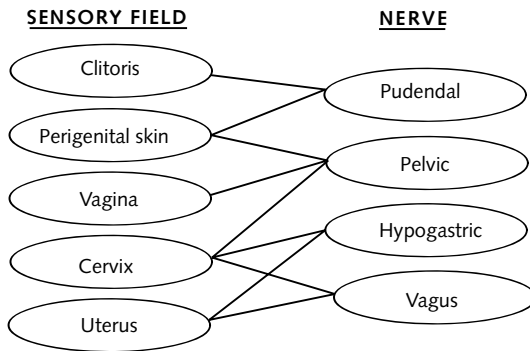 SENSORY FIELD
NERVE
Clitoris
Pudendal
Perigenital skin
Pelvic
Vagina
Hypogastric
Cervix
Vagus
Uterus